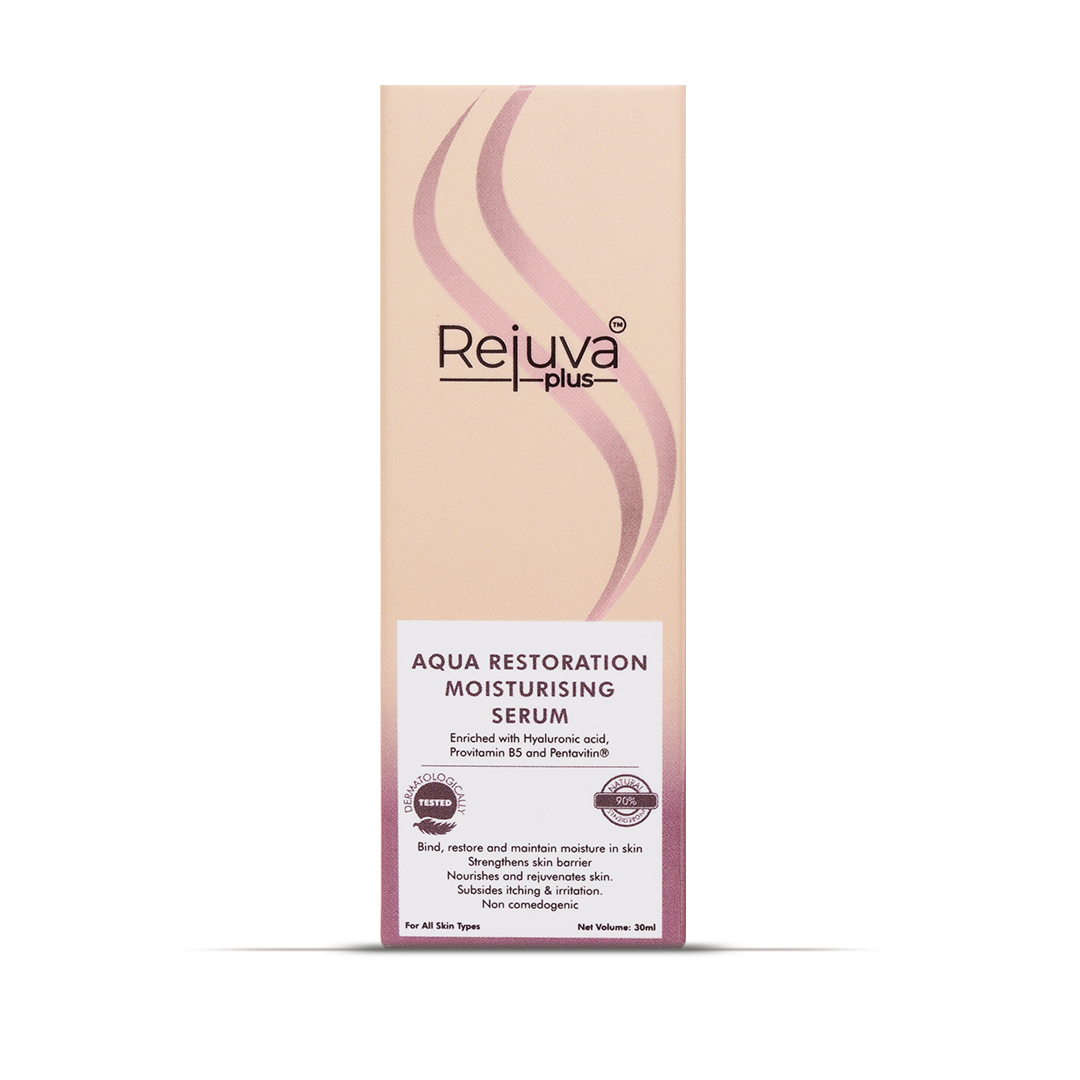 Rejuva™
plus
AQUA RESTORATION
MOISTURISING
SERUM
Enriched with Hyaluronic acid,
Provitamin B5 and Pentavitin®
DERMATOLOGICALLY
TESTED
NATURAL
90%
INGREDIENTS
Bind, restore and maintain moisture in skin
Strengthens skin barrier
Nourishes and rejuvenates skin.
Subsides itching & irritation.
Non comedogenic
For All Skin Types
Net Volume: 30ml